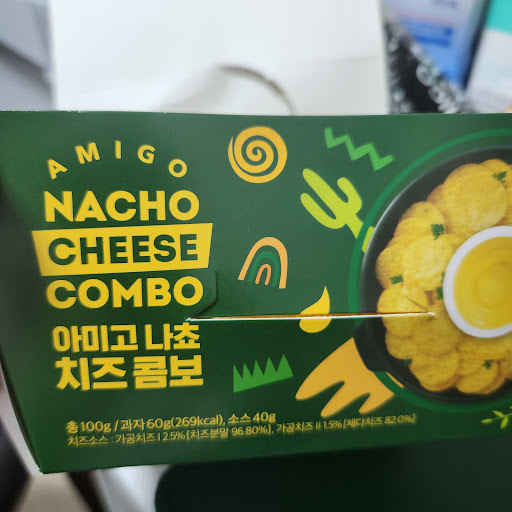 AMIGO
NACHO
CHEESE
COMBO
아미고 나쵸
치즈 콤보
총 100g / 과자 60g(269kcal), 소스 40g
치즈소스 : 가공치즈 I 2.5% [치즈분말 96.80%], 가공치즈 II 1.5% [체다치즈 82.0%]